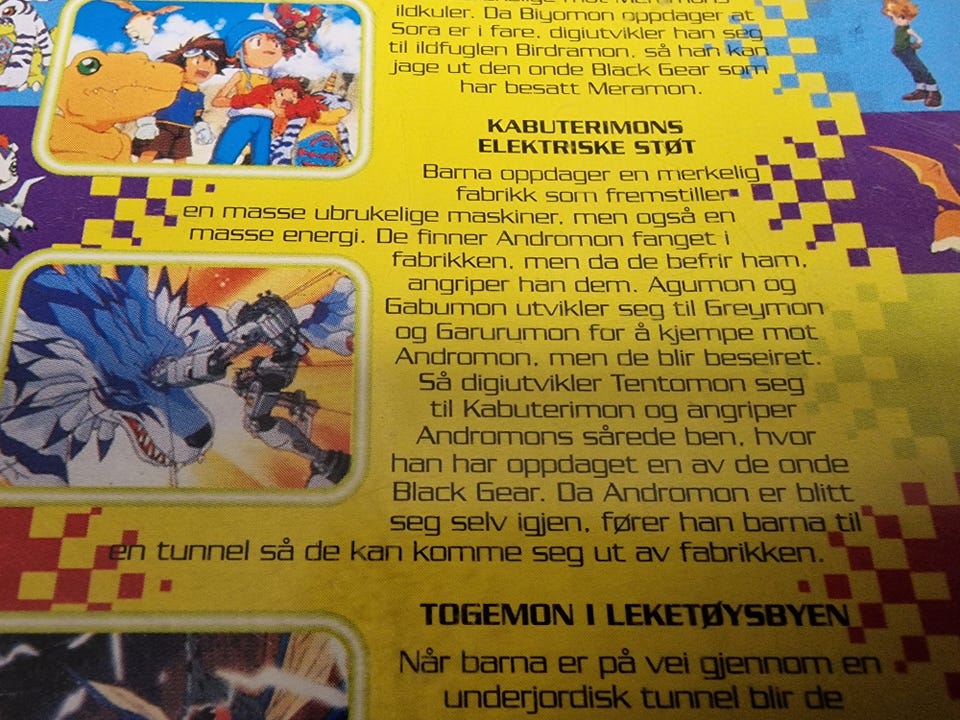 mot Meramons
ildkuler. Da Biyomon oppdager at
Sora er i fare, digiutvikler han seg
til ildfuglen Birdramon, så han kan
jage ut den onde Black Gear som
har besatt Meramon.
KABUTERIMONS
ELEKTRISKE STØT
Barna oppdager en merkelig
fabrikk som fremstiller
en masse ubrukelige maskiner, men også en
masse energi. De finner Andromon fanget i
fabrikken, men da de befrir ham,
angriper han dem. Agumon og
Gabumon utvikler seg til Greymon
og Garurumon for å kjempe mot
Andromon, men de blir beseiret.
Så digiutvikler Tentomon seg
til Kabuterimon og angriper
Andromons sårede ben, hvor
han har oppdaget en av de onde
Black Gear. Da Andromon er blitt
seg selv igjen, fører han barna til
en tunnel så de kan komme seg ut av fabrikken.
TOGEMON I LEKETØYSBYEN
Når barna er på vei gjennom en
underjordisk tunnel blir de